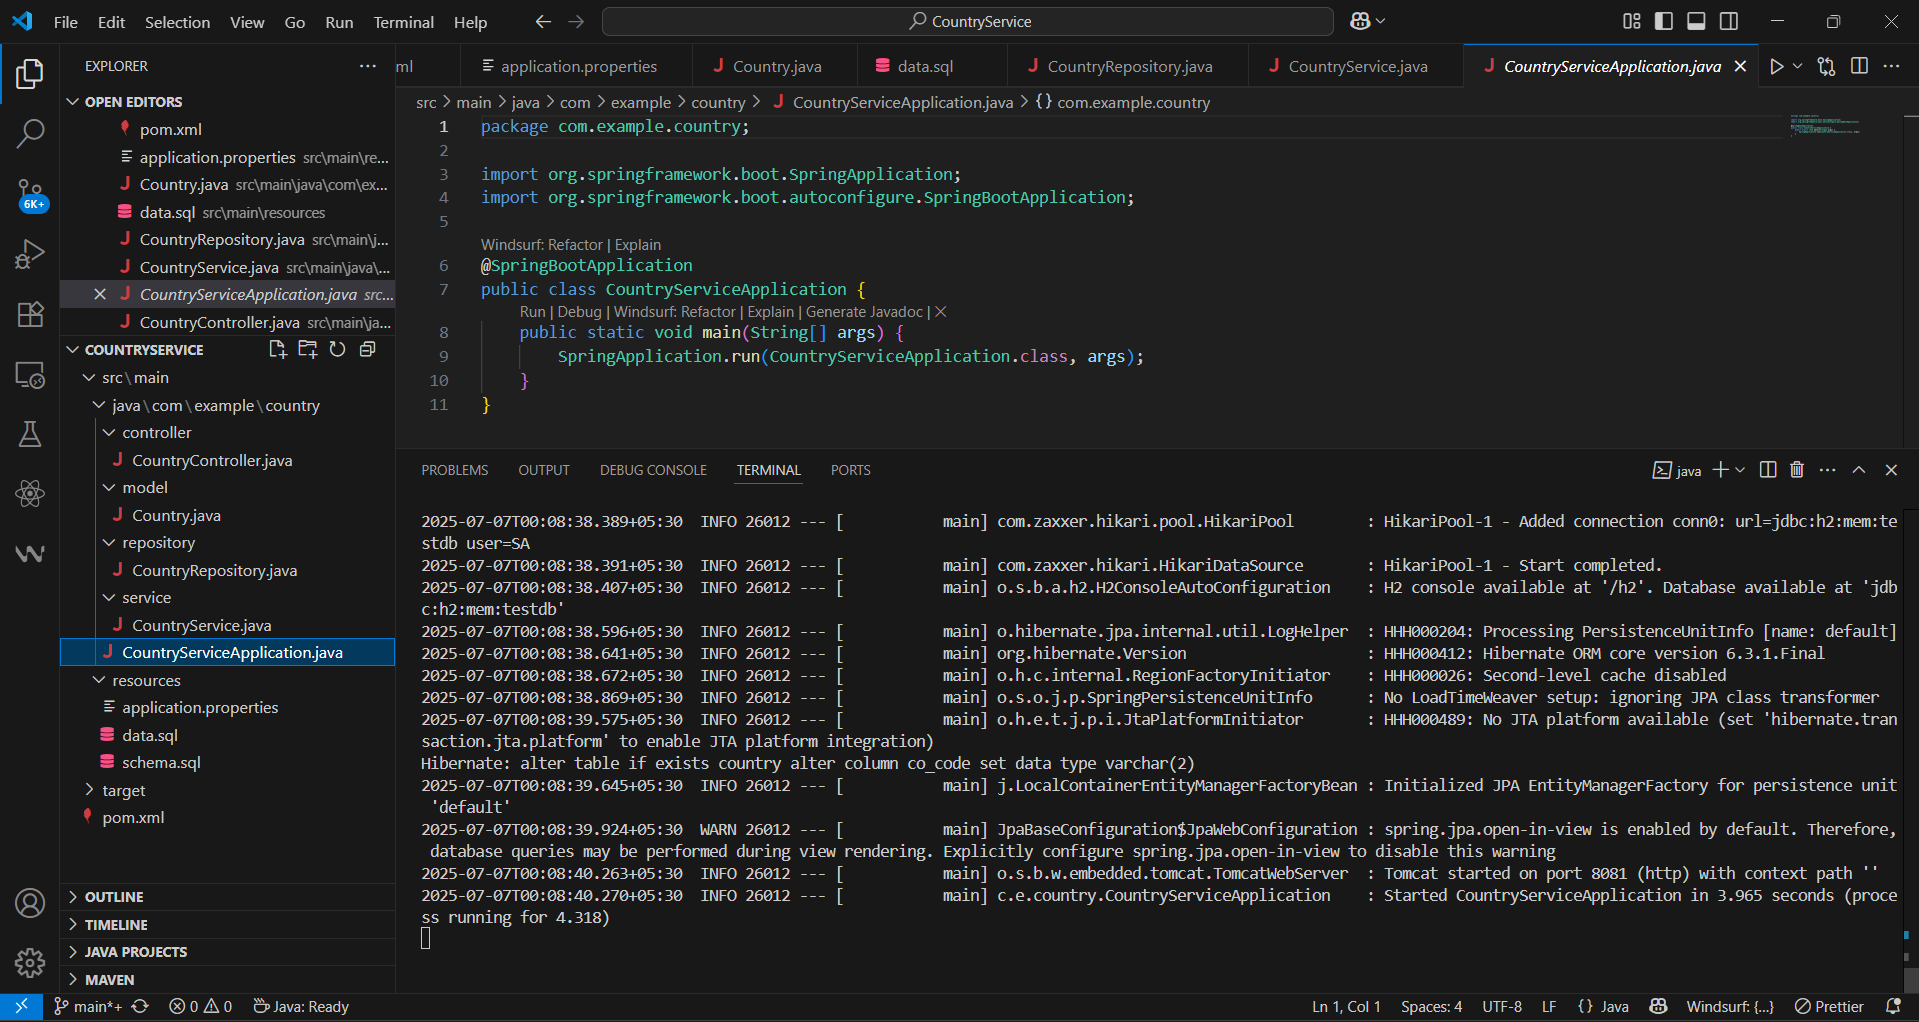 File Edit Selection View Go Run Terminal Help
CountryService
EXPLORER
ml
application.properties
Country.java
data.sql
CountryRepository.java
CountryService.java
CountryServiceApplication.java
OPEN EDITORS
pom.xml
application.properties src\main\re...
Country.java src\main\java\com\ex...
data.sql src\main\resources
CountryRepository.java src\main\j...
CountryService.java src\main\java\...
CountryServiceApplication.java src...
CountryController.java src\main\ja...
6K+
COUNTRYSERVICE
src\main
java\com\example\country
controller
CountryController.java
model
Country.java
repository
CountryRepository.java
service
CountryService.java
CountryServiceApplication.java
resources
application.properties
data.sql
schema.sql
target
pom.xml
OUTLINE
TIMELINE
JAVA PROJECTS
MAVEN
src > main > java > com > example > country > CountryServiceApplication.java > {} com.example.country
1 package com.example.country;
2
3 import org.springframework.boot.SpringApplication;
4 import org.springframework.boot.autoconfigure.SpringBootApplication;
5
Windsurf: Refactor | Explain
6 @SpringBootApplication
7 public class CountryServiceApplication {
Run | Debug | Windsurf: Refactor | Explain | Generate Javadoc | X
8 public static void main(String[] args) {
9 SpringApplication.run(CountryServiceApplication.class, args);
10 }
11 }
PROBLEMS OUTPUT DEBUG CONSOLE TERMINAL PORTS
java
2025-07-07T00:08:38.389+05:30  INFO 26012 --- [           main] com.zaxxer.hikari.pool.HikariPool        : HikariPool-1 - Added connection conn0: url=jdbc:h2:mem:te
stdb user=SA
2025-07-07T00:08:38.391+05:30  INFO 26012 --- [           main] com.zaxxer.hikari.HikariDataSource       : HikariPool-1 - Start completed.
2025-07-07T00:08:38.407+05:30  INFO 26012 --- [           main] o.s.b.a.h2.H2ConsoleAutoConfiguration    : H2 console available at '/h2'. Database available at 'jdb
c:h2:mem:testdb'
2025-07-07T00:08:38.596+05:30  INFO 26012 --- [           main] o.hibernate.jpa.internal.util.LogHelper  : HHH000204: Processing PersistenceUnitInfo [name: default]
2025-07-07T00:08:38.641+05:30  INFO 26012 --- [           main] org.hibernate.Version                    : HHH000412: Hibernate ORM core version 6.3.1.Final
2025-07-07T00:08:38.672+05:30  INFO 26012 --- [           main] o.h.c.internal.RegionFactoryInitiator    : HHH000026: Second-level cache disabled
2025-07-07T00:08:38.869+05:30  INFO 26012 --- [           main] o.s.o.j.p.SpringPersistenceUnitInfo      : No LoadTimeWeaver setup: ignoring JPA class transformer
2025-07-07T00:08:39.575+05:30  INFO 26012 --- [           main] o.h.e.t.j.p.i.JtaPlatformInitiator       : HHH000489: No JTA platform available (set 'hibernate.tran
saction.jta.platform' to enable JTA platform integration)
Hibernate: alter table if exists country alter column co_code set data type varchar(2)
2025-07-07T00:08:39.645+05:30  INFO 26012 --- [           main] j.LocalContainerEntityManagerFactoryBean : Initialized JPA EntityManagerFactory for persistence unit
'default'
2025-07-07T00:08:39.924+05:30  WARN 26012 --- [           main] JpaBaseConfiguration$JpaWebConfiguration : spring.jpa.open-in-view is enabled by default. Therefore,
database queries may be performed during view rendering. Explicitly configure spring.jpa.open-in-view to disable this warning
2025-07-07T00:08:40.263+05:30  INFO 26012 --- [           main] o.s.b.w.embedded.tomcat.TomcatWebServer  : Tomcat started on port 8081 (http) with context path ''
2025-07-07T00:08:40.270+05:30  INFO 26012 --- [           main] c.e.country.CountryServiceApplication    : Started CountryServiceApplication in 3.965 seconds (proce
ss running for 4.318)
main*+ 0 0 Java: Ready Ln 1, Col 1 Spaces: 4 UTF-8 LF {} Java Windsurf: {...} Prettier